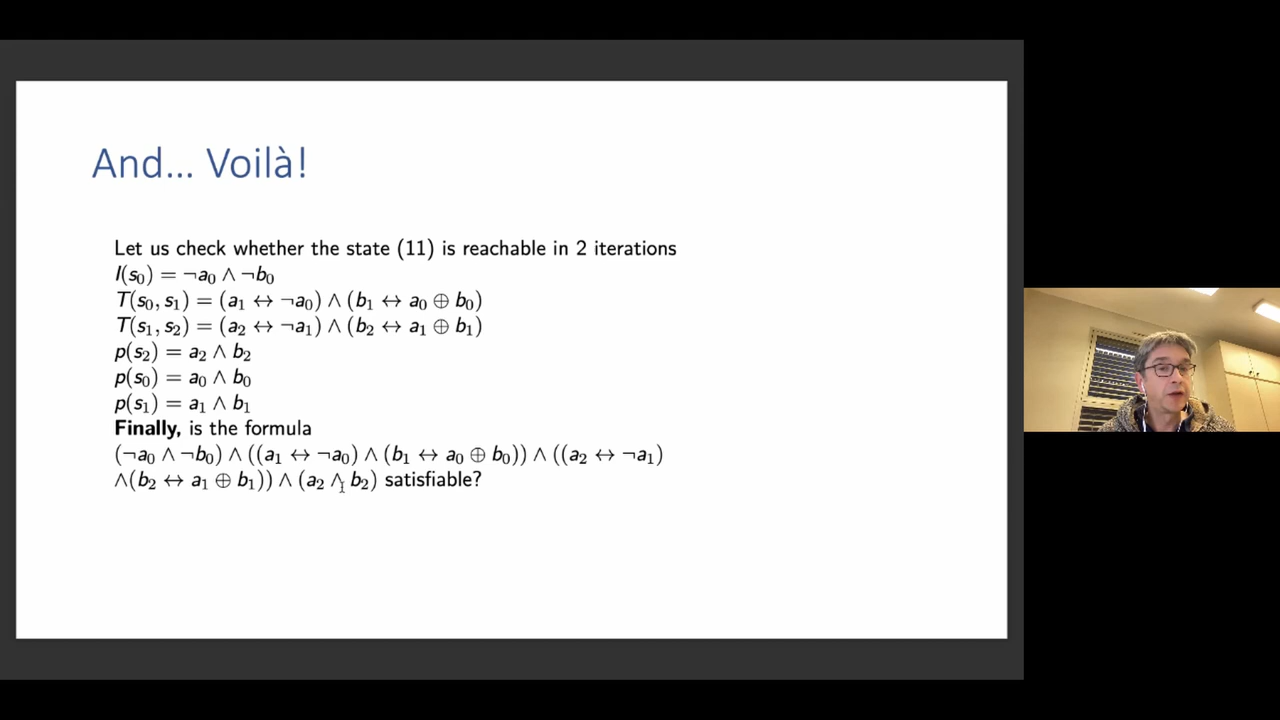 And... Voilà!
Let us check whether the state (11) is reachable in 2 iterations
I(s₀) = ¬a₀ ∧ ¬b₀
T(s₀, s₁) = (a₁ ↔ ¬a₀) ∧ (b₁ ↔ a₀ ⊕ b₀)
T(s₁, s₂) = (a₂ ↔ ¬a₁) ∧ (b₂ ↔ a₁ ⊕ b₁)
p(s₂) = a₂ ∧ b₂
p(s₀) = a₀ ∧ b₀
p(s₁) = a₁ ∧ b₁
Finally, is the formula
(¬a₀ ∧ ¬b₀) ∧ ((a₁ ↔ ¬a₀) ∧ (b₁ ↔ a₀ ⊕ b₀)) ∧ ((a₂ ↔ ¬a₁)
∧(b₂ ↔ a₁ ⊕ b₁)) ∧ (a₂ ∧ b₂) satisfiable?